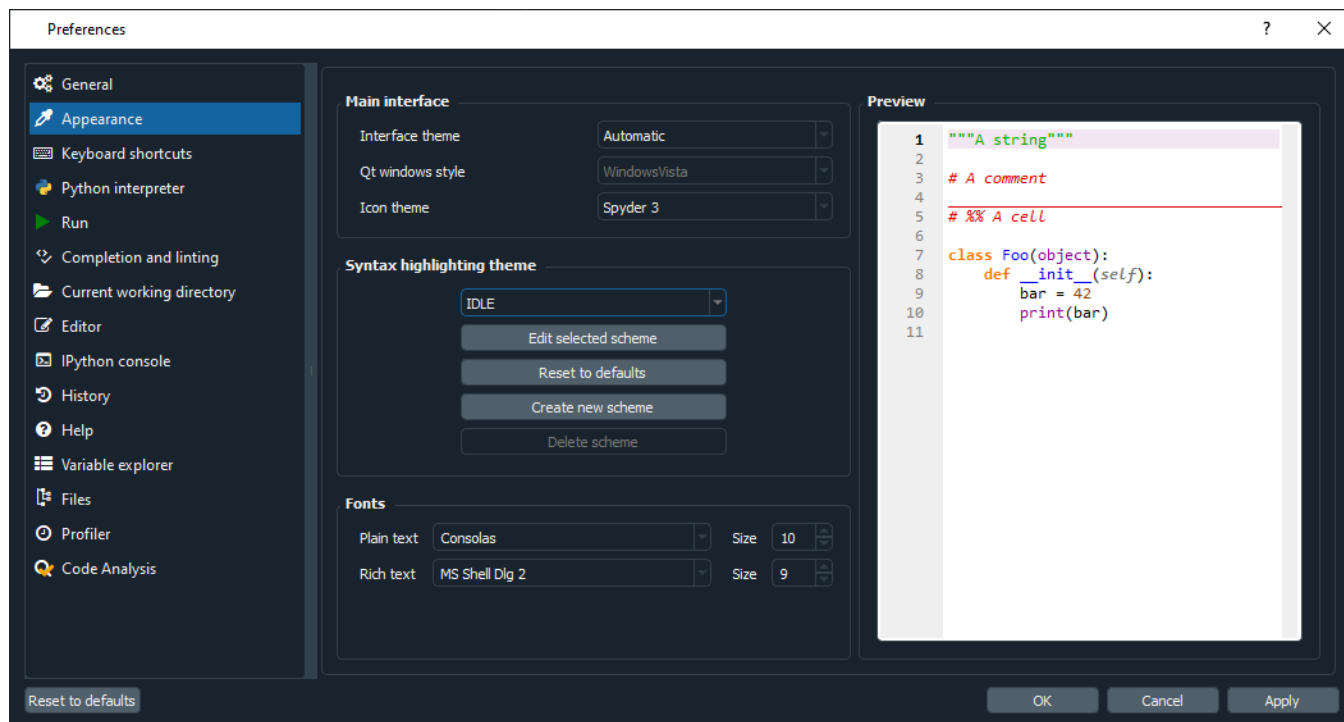 Preferences
?
General
Appearance
Keyboard shortcuts
Python interpreter
Run
Completion and linting
Current working directory
Editor
IPython console
History
Help
Variable explorer
Files
Profiler
Code Analysis
Main interface
Interface theme Automatic
Qt windows style WindowsVista
Icon theme Spyder 3
Syntax highlighting theme
IDLE
Edit selected scheme
Reset to defaults
Create new scheme
Delete scheme
Fonts
Plain text Consolas Size 10
Rich text MS Shell Dlg 2 Size 9
Preview
1 """A string"""
2
3 # A comment
4
5 # %% A cell
6
7 class Foo(object):
8     def __init__(self):
9         bar = 42
10         print(bar)
11
Reset to defaults
OK Cancel Apply